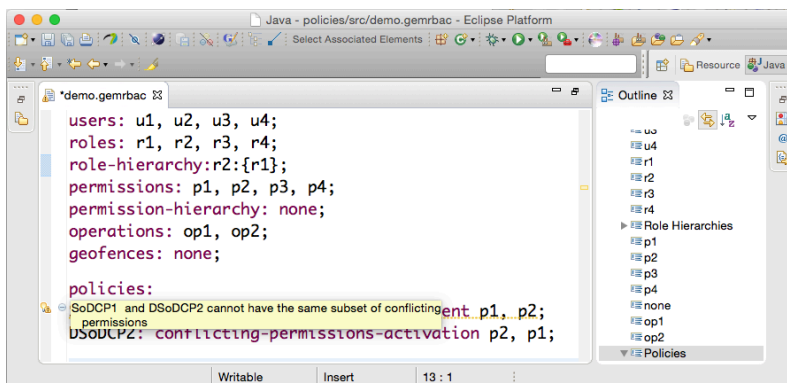 Java - policies/src/demo.gemrbac - Eclipse Platform
Select Associated Elements
Resource Java
*demo.gemrbac
users: u1, u2, u3, u4;
roles: r1, r2, r3, r4;
role-hierarchy:r2:{r1};
permissions: p1, p2, p3, p4;
permission-hierarchy: none;
operations: op1, op2;
geofences: none;
policies:
SoDCP1 and DSoDCP2 cannot have the same subset of conflicting
permissions
ent p1, p2;
DSoDCP2: conflicting-permissions-activation p2, p1;
Outline
u3
u4
r1
r2
r3
r4
Role Hierarchies
p1
p2
p3
p4
none
op1
op2
Policies
Writable Insert 13 : 1